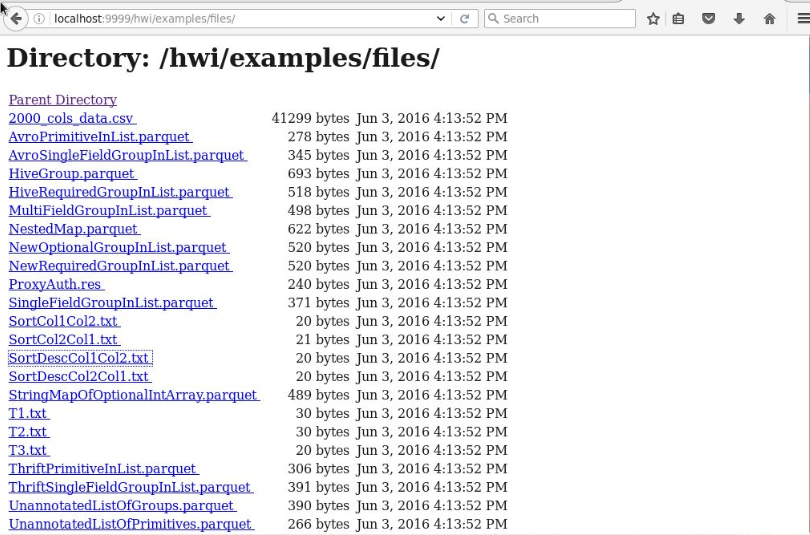 localhost:9999/hwi/examples/files/
Search
Directory: /hwi/examples/files/
Parent Directory
2000_cols_data.csv 41299 bytes Jun 3, 2016 4:13:52 PM
AvroPrimitiveInList.parquet 278 bytes Jun 3, 2016 4:13:52 PM
AvroSingleFieldGroupInList.parquet 345 bytes Jun 3, 2016 4:13:52 PM
HiveGroup.parquet 693 bytes Jun 3, 2016 4:13:52 PM
HiveRequiredGroupInList.parquet 518 bytes Jun 3, 2016 4:13:52 PM
MultiFieldGroupInList.parquet 498 bytes Jun 3, 2016 4:13:52 PM
NestedMap.parquet 622 bytes Jun 3, 2016 4:13:52 PM
NewOptionalGroupInList.parquet 520 bytes Jun 3, 2016 4:13:52 PM
NewRequiredGroupInList.parquet 520 bytes Jun 3, 2016 4:13:52 PM
ProxyAuth.res 240 bytes Jun 3, 2016 4:13:52 PM
SingleFieldGroupInList.parquet 371 bytes Jun 3, 2016 4:13:52 PM
SortCol1Col2.txt 20 bytes Jun 3, 2016 4:13:52 PM
SortCol2Col1.txt 21 bytes Jun 3, 2016 4:13:52 PM
SortDescCol1Col2.txt 20 bytes Jun 3, 2016 4:13:52 PM
SortDescCol2Col1.txt 20 bytes Jun 3, 2016 4:13:52 PM
StringMapOfOptionalIntArray.parquet 489 bytes Jun 3, 2016 4:13:52 PM
T1.txt 30 bytes Jun 3, 2016 4:13:52 PM
T2.txt 30 bytes Jun 3, 2016 4:13:52 PM
T3.txt 20 bytes Jun 3, 2016 4:13:52 PM
ThriftPrimitiveInList.parquet 306 bytes Jun 3, 2016 4:13:52 PM
ThriftSingleFieldGroupInList.parquet 391 bytes Jun 3, 2016 4:13:52 PM
UnannotatedListOfGroups.parquet 390 bytes Jun 3, 2016 4:13:52 PM
UnannotatedListOfPrimitives.parquet 266 bytes Jun 3, 2016 4:13:52 PM